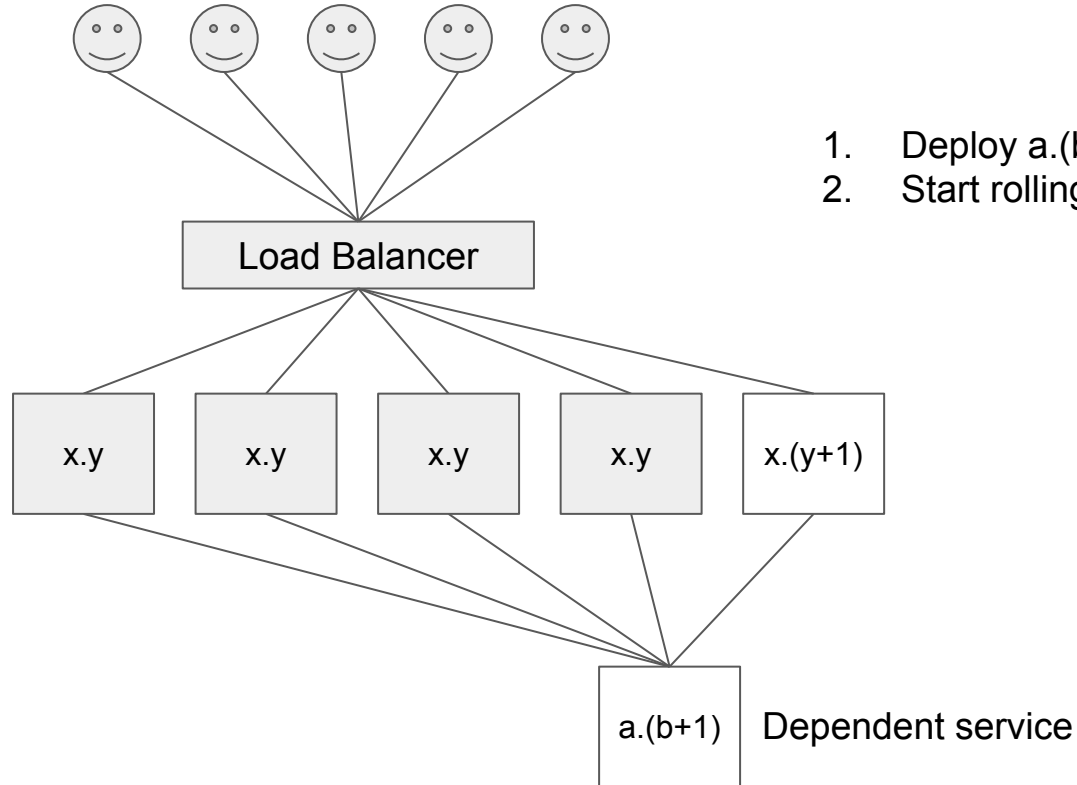 1. Deploy a.(b
2. Start rolling
Load Balancer
x.y x.y x.y x.y x.(y+1)
a.(b+1) Dependent service